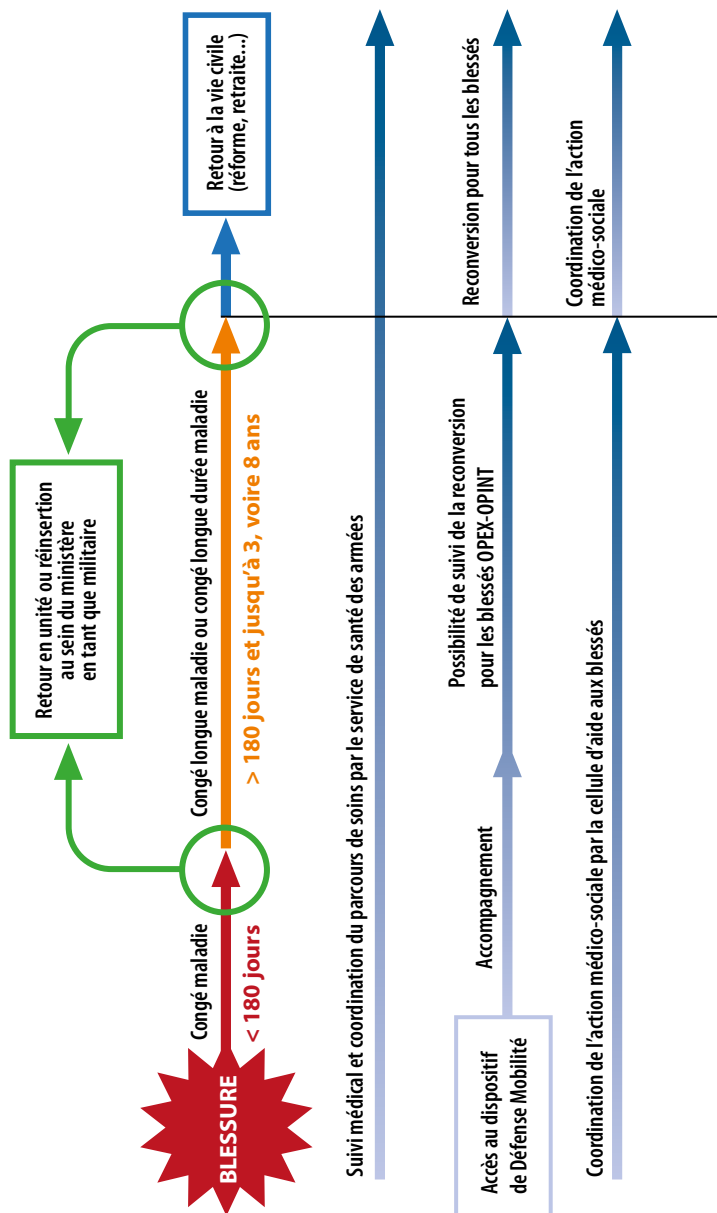 Retour en unité ou réinsertion
au sein du ministère
en tant que militaire
BLESSURE
Congé maladie
< 180 jours
Congé longue maladie ou congé longue durée maladie
> 180 jours et jusqu'à 3, voire 8 ans
Retour à la vie civile
(réforme, retraite...)
Suivi médical et coordination du parcours de soins par le service de santé des armées
Accès au dispositif
de Défense Mobilité
Accompagnement
Possibilité de suivi de la reconversion
pour les blessés OPEX-OPINT
Reconversion pour tous les blessés
Coordination de l'action médico-sociale par la cellule d'aide aux blessés
Coordination de l'action
médico-sociale